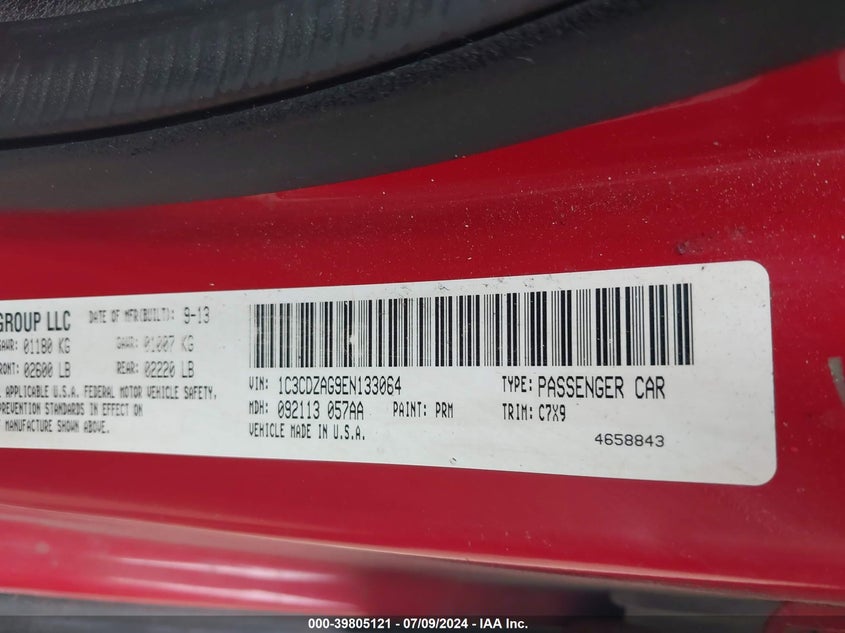 GROUP LLC DATE OF MFR(BUILT): 9-13
GAWR: 01180 KG GAWR: 01007 KG
FRONT: 02600 LB REAR: 02220 LB
APPLICABLE U.S.A. FEDERAL MOTOR VEHICLE SAFETY,
PREVENTION STANDARDS IN EFFECT ON
MANUFACTURE SHOWN ABOVE.
VIN: 1C3CDZAG9EN133064 TYPE: PASSENGER CAR
MDH: 092113 057AA PAINT: PRM TRIM: C7X9
VEHICLE MADE IN U.S.A.
4658843
000-39805121 | 07/09/2024 - IAA Inc.